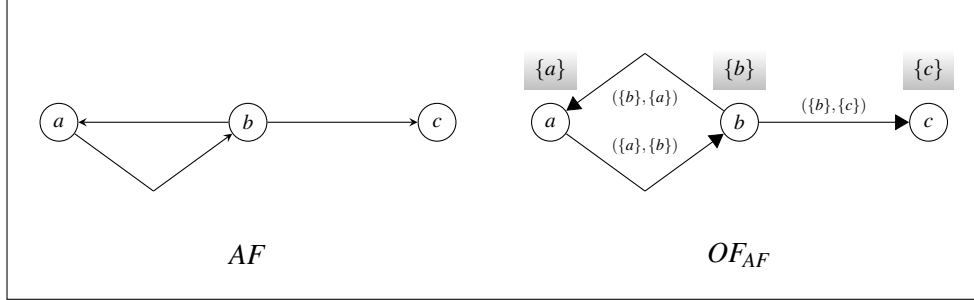 {a} {b} {c}
({b},{a}) ({b},{c})
a b c a b c
({a},{b})
AF OF_AF